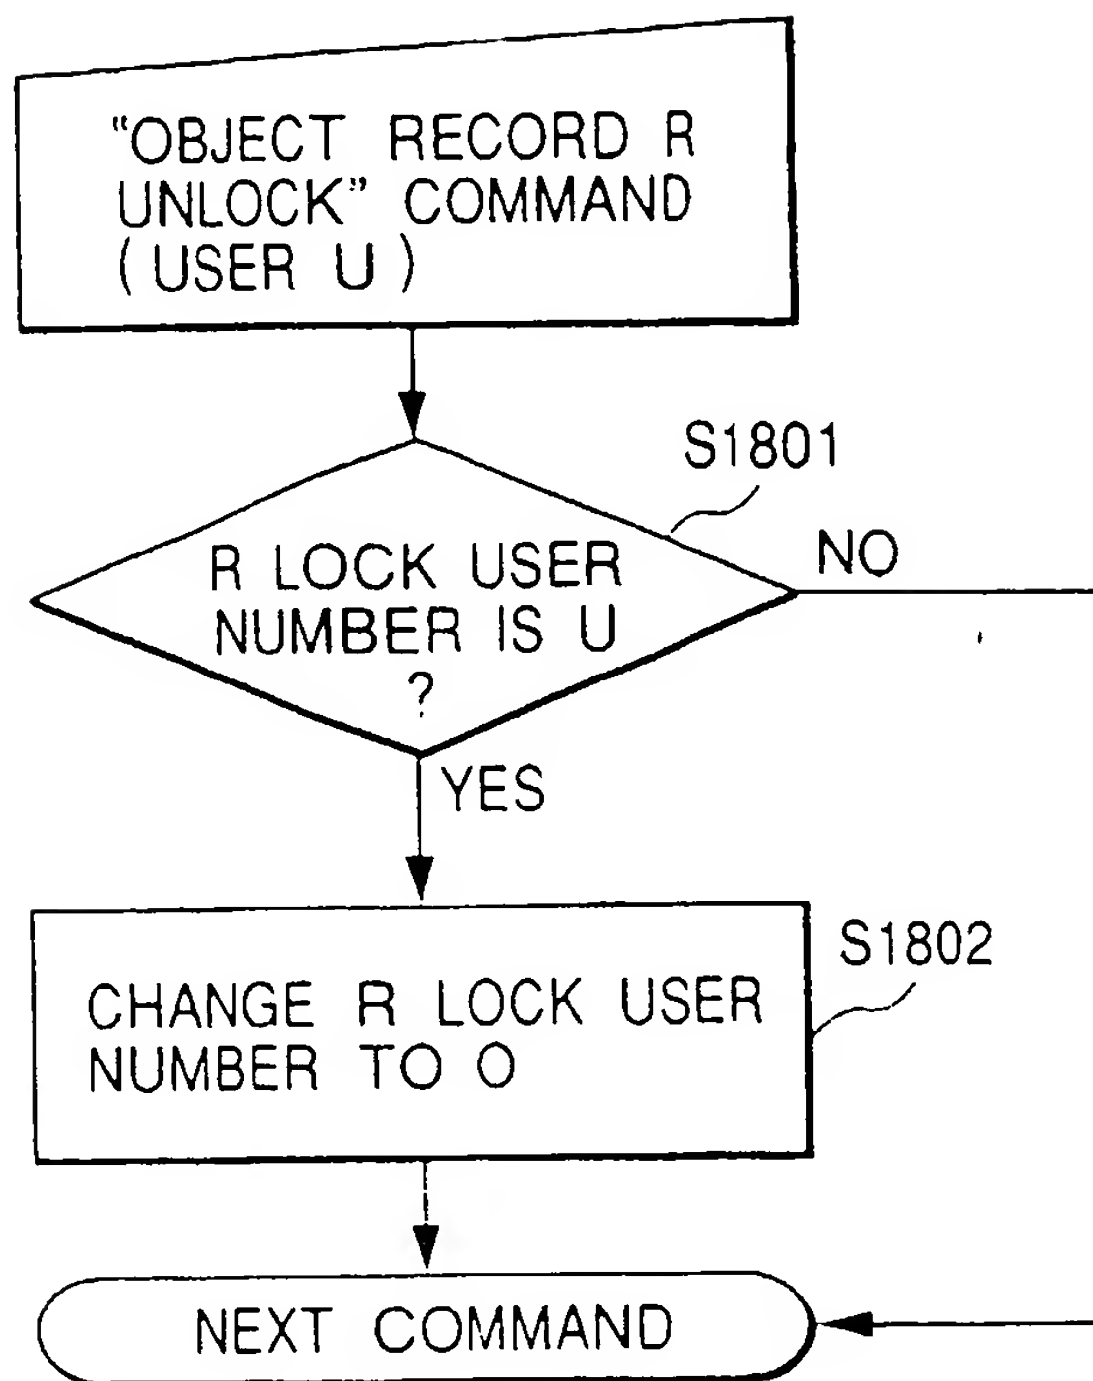 "OBJECT RECORD R
UNLOCK" COMMAND
(USER U)
S1801
R LOCK USER
NUMBER IS U
?
NO
YES
S1802
CHANGE R LOCK USER
NUMBER TO 0
NEXT COMMAND